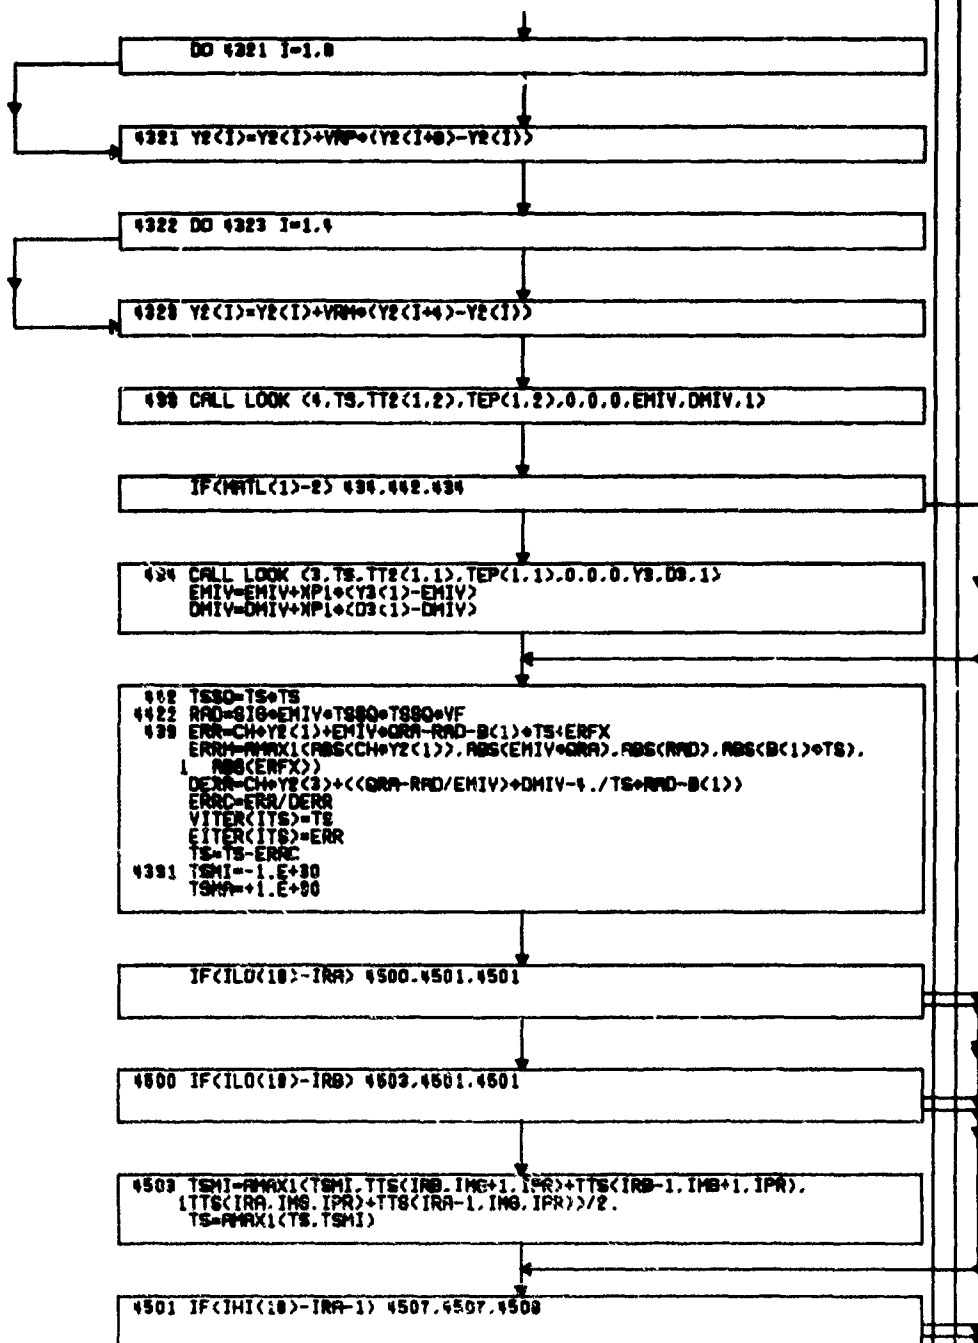 DO 4321 I=1,8
4321 Y2(I)=Y2(I)+VRP*(Y2(I+8)-Y2(I))
4322 DO 4323 I=1,4
4323 Y2(I)=Y2(I)+VRM*(Y2(I+4)-Y2(I))
433 CALL LOOK (4,TS,TT2(1,2),TEP(1,2),0,0,0,EMIV,DMIV,1)
IF(MATL(1)-2) 434,442,434
434 CALL LOOK (3,TS,TT2(1,1),TEP(1,1),0,0,0,Y3,D3,1)
EMIV=EMIV+XP1*(Y3(1)-EMIV)
DMIV=DMIV+XP1*(D3(1)-DMIV)
442 TSSQ=TS*TS
4422 RAD=SIG*EMIV*TSSQ*TSSQ*VF
439 ERR=CH*Y2(1)+EMIV*QRA-RAD-B(1)*TS+ERFX
ERRM=AMAX1(ABS(CH*Y2(1)),ABS(EMIV*QRA),ABS(RAD),ABS(B(1)*TS),
1 ABS(ERFX))
DERR=CH*Y2(3)+((QRA-RAD/EMIV)*DMIV-4./TS*RAD-B(1))
ERRC=ERR/DERR
VITER(ITS)=TS
EITER(ITS)=ERR
TS=TS-ERRC
4391 TSMI=-1.E+30
TSMA=+1.E+30
IF(ILO(18)-IRA) 4500,4501,4501
4500 IF(ILO(18)-IRB) 4503,4501,4501
4503 TSMI=AMAX1(TSMI,TTS(IRB,IMG+1,IPR)+TTS(IRB-1,IMG+1,IPR),
1TTS(IRA,IMG,IPR)+TTS(IRA-1,IMG,IPR))/2.
TS=AMAX1(TS,TSMI)
4501 IF(IHI(18)-IRA-1) 4507,4507,4508